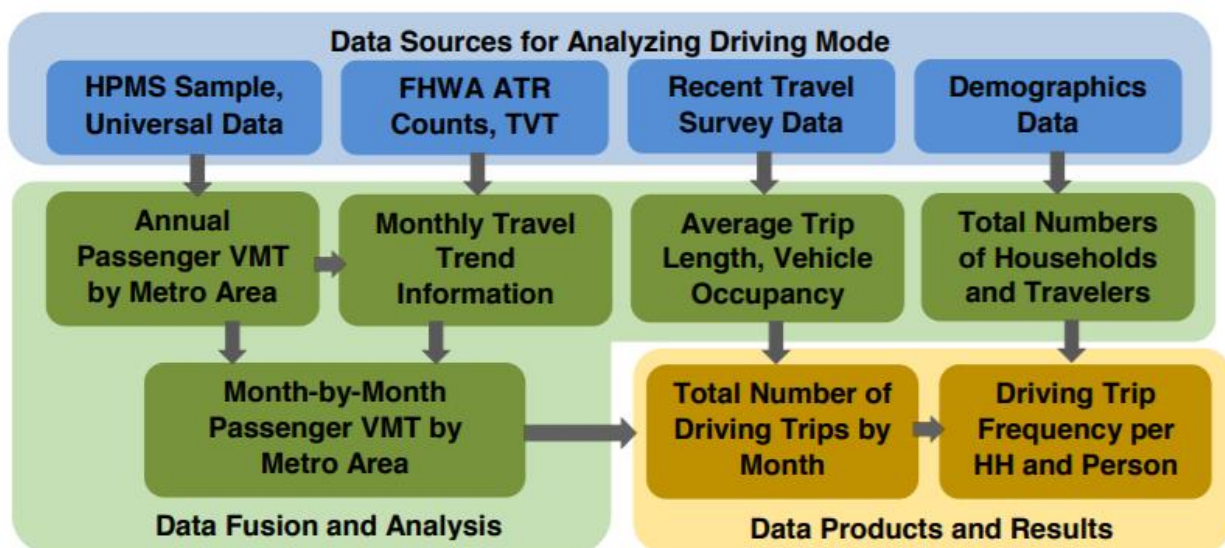 Data Sources for Analyzing Driving Mode
HPMS Sample,
Universal Data
FHWA ATR
Counts, TVT
Recent Travel
Survey Data
Demographics
Data
Annual
Passenger VMT
by Metro Area
Monthly Travel
Trend
Information
Average Trip
Length, Vehicle
Occupancy
Total Numbers
of Households
and Travelers
Month-by-Month
Passenger VMT by
Metro Area
Total Number of
Driving Trips by
Month
Driving Trip
Frequency per
HH and Person
Data Fusion and Analysis
Data Products and Results